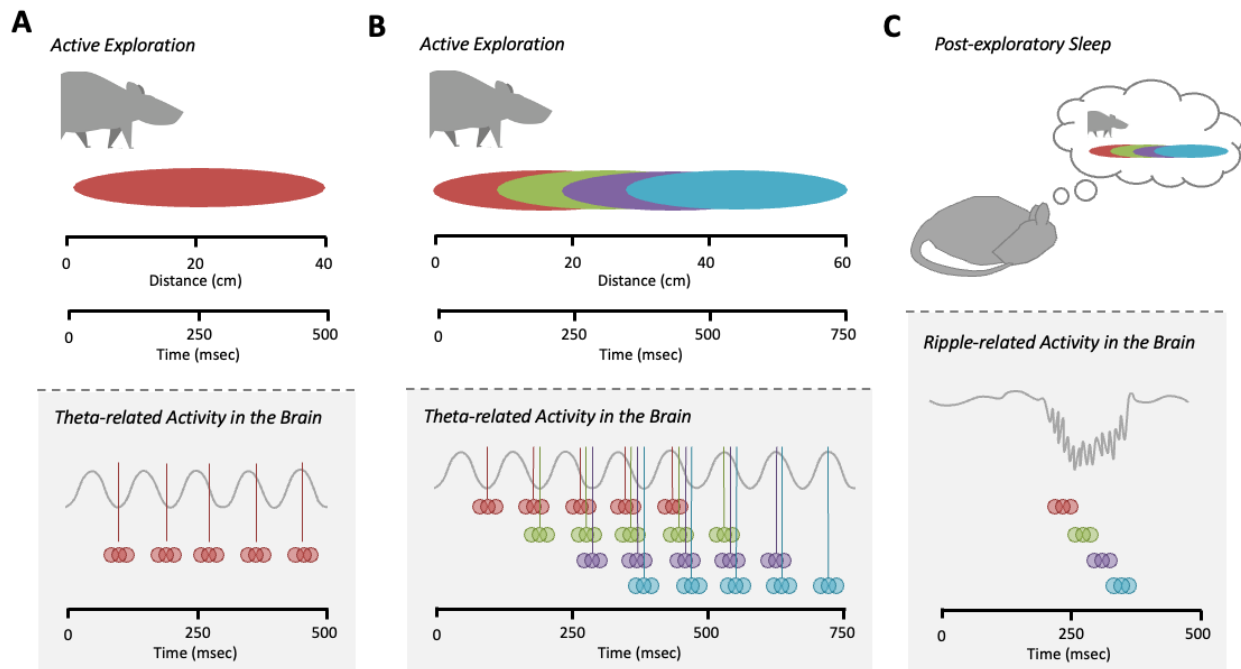 A
Active Exploration
0
20
40
Distance (cm)
0
250
500
Time (msec)
Theta-related Activity in the Brain
0
250
500
Time (msec)
B
Active Exploration
0
20
40
60
Distance (cm)
0
250
500
750
Time (msec)
Theta-related Activity in the Brain
0
250
500
750
Time (msec)
C
Post-exploratory Sleep
Ripple-related Activity in the Brain
0
250
500
Time (msec)